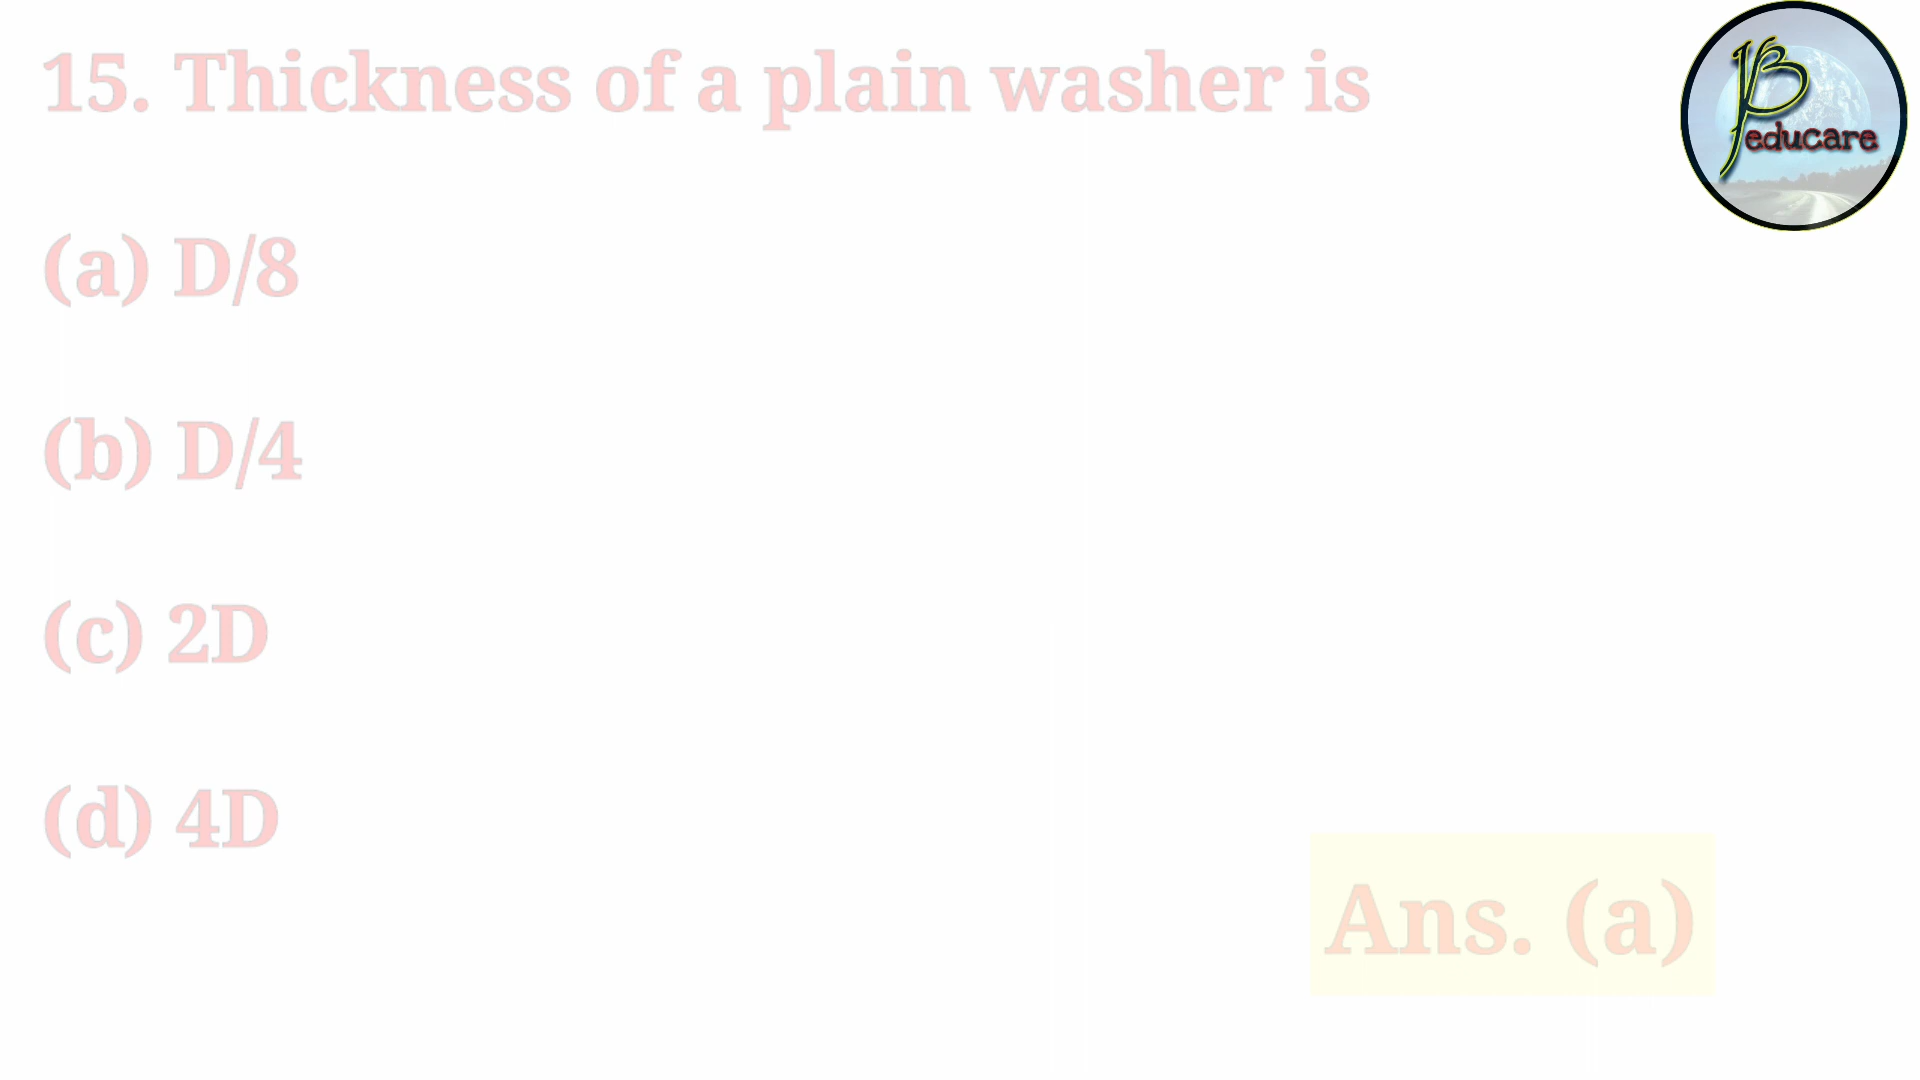 15. Thickness of a plain washer is
(a) D/8
(b) D/4
(c) 2D
(d) 4D
Ans. (a)
B
educare